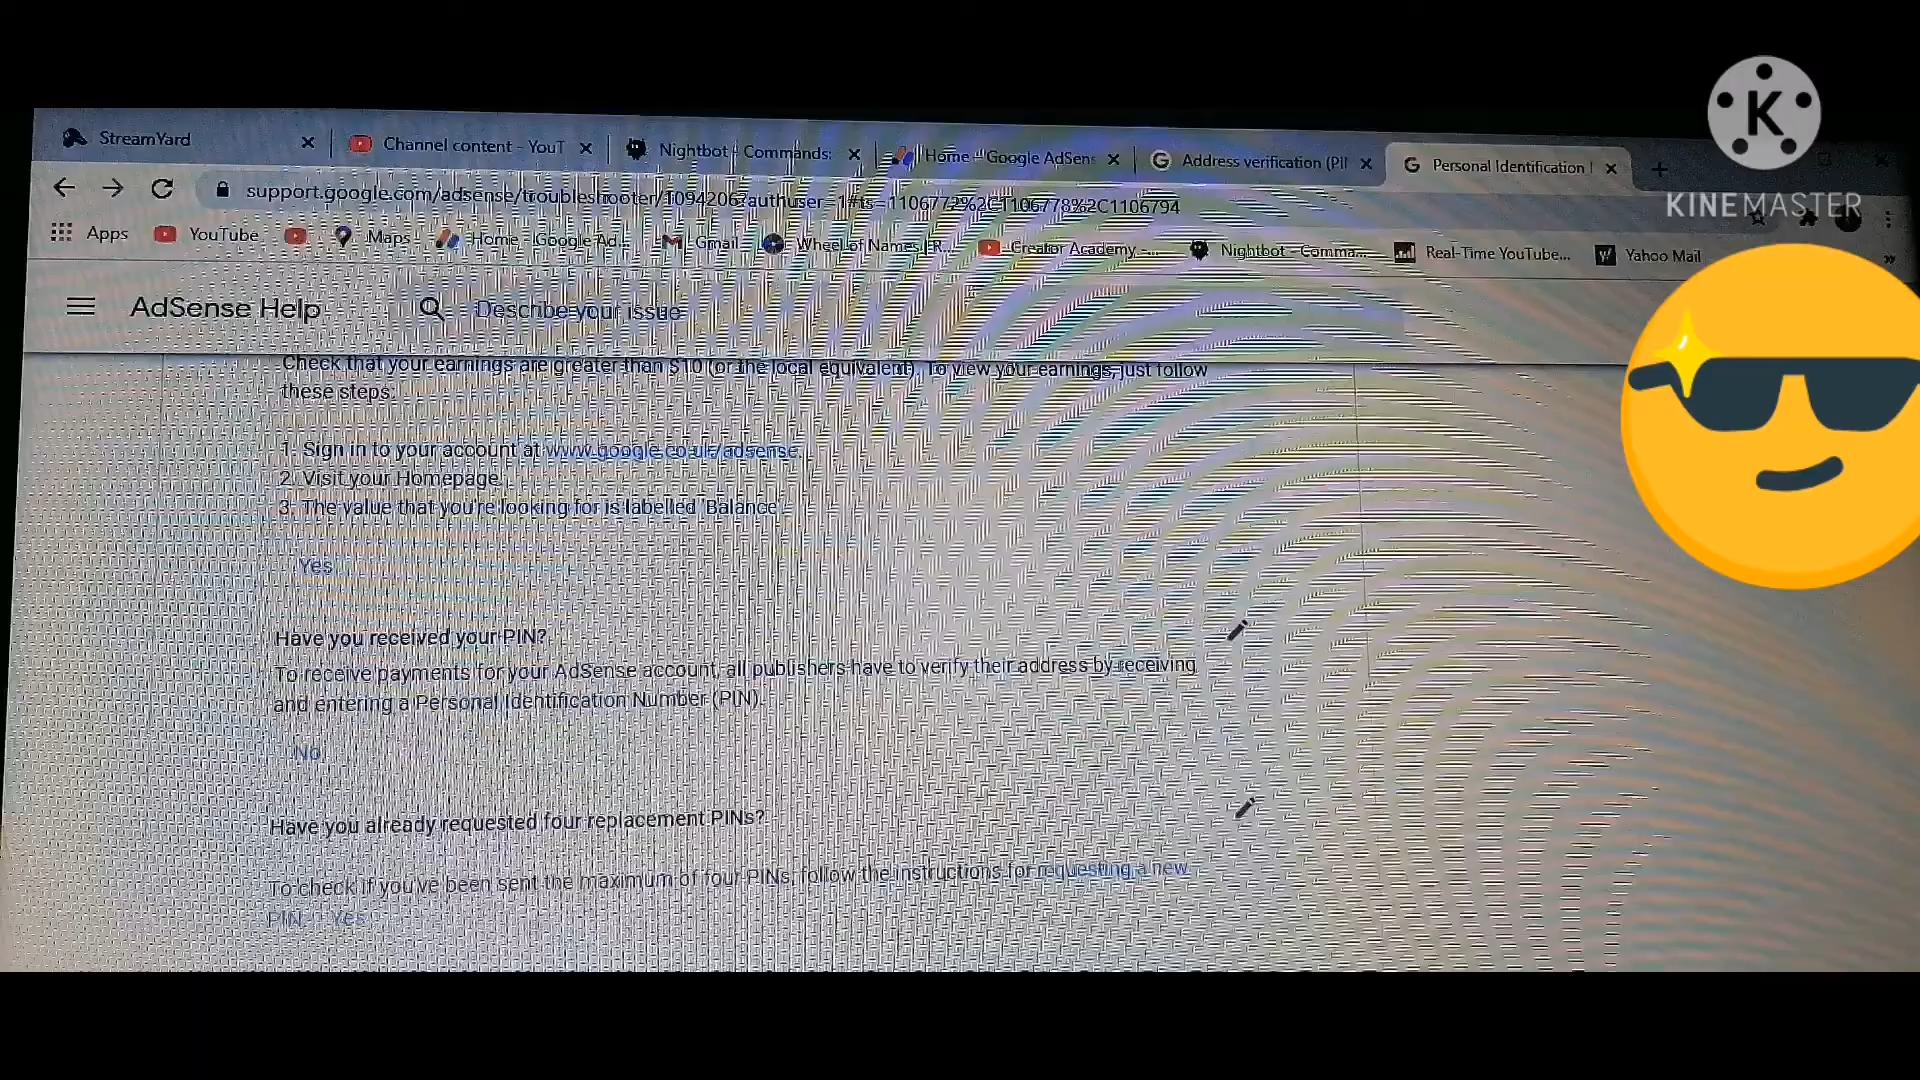 StreamYard
Channel content - YouT
Nightbot - Commands:
Home - Google AdSens
Address verification (PI
Personal Identification
KINEMASTER
support.google.com/adsense/troubleshooter/1094206?authuser=1#ts=1106772%2C1106778%2C1106794
Apps YouTube Maps Home - Google Ad... Gmail Wheel of Names | R... Creator Academy -... Nightbot - Comma... Real-Time YouTube... Yahoo Mail
AdSense Help Describe your issue
Check that your earnings are greater than $10 (or the local equivalent). To view your earnings, just follow
these steps:
1. Sign in to your account at www.google.co.uk/adsense.
2. Visit your Homepage.
3. The value that you're looking for is labelled 'Balance'.
Yes
Have you received your PIN?
To receive payments for your AdSense account, all publishers have to verify their address by receiving
and entering a Personal Identification Number (PIN).
No
Have you already requested four replacement PINs?
To check if you've been sent the maximum of four PINs, follow the instructions for requesting a new
PIN. Yes